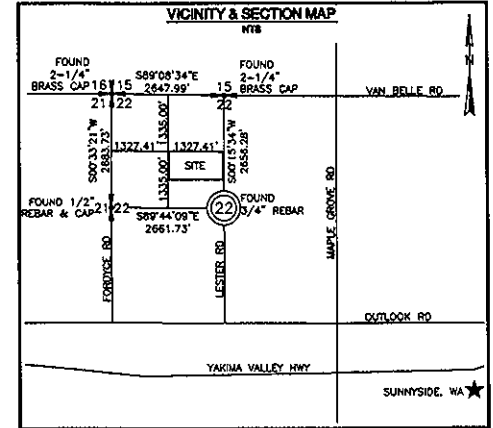 VICINITY & SECTION MAP
NTS
N
FOUND
2-1/4"
BRASS CAP
16 15
21 22
S89°08'34"E
2647.99'
FOUND
2-1/4"
BRASS CAP
15
22
VAN BELLE RD
S00°33'21"W
2683.73'
1335.00'
1327.41'
1327.41'
S00°15'34"W
2656.28'
SITE
1335.00'
MAPLE GROVE RD
FOUND 1/2"
REBAR & CAP
21 22
S89°44'09"E
2661.73'
22
FOUND
3/4" REBAR
FORDYCE RD
LESTER RD
OUTLOOK RD
YAKIMA VALLEY HWY
SUNNYSIDE, WA